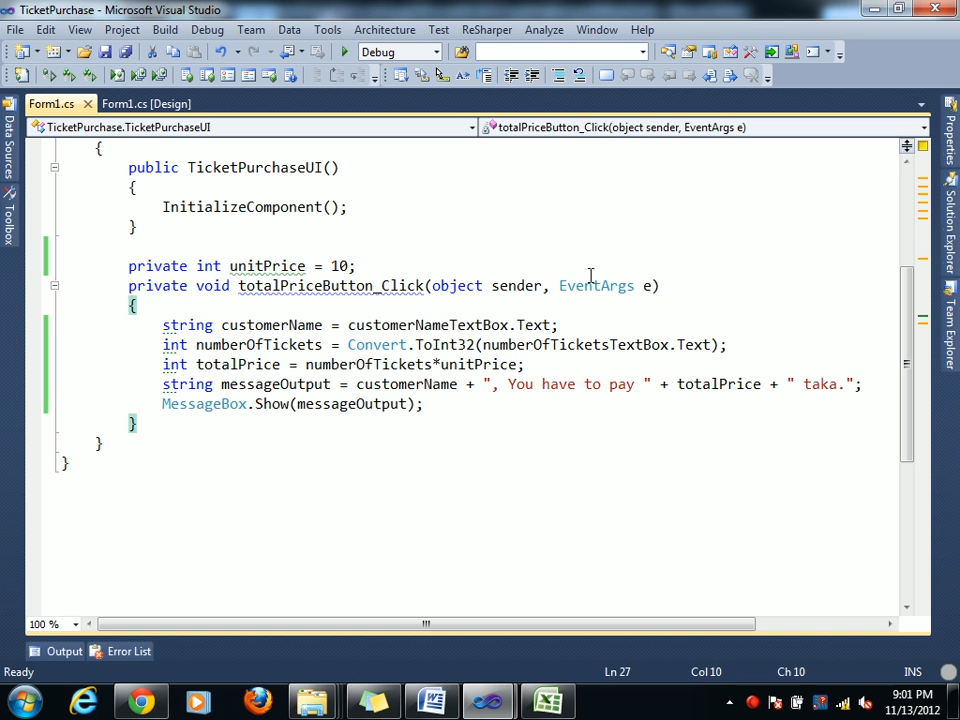 TicketPurchase - Microsoft Visual Studio
File Edit View Project Build Debug Team Data Tools Architecture Test ReSharper Analyze Window Help
Debug
Form1.cs Form1.cs [Design]
TicketPurchase.TicketPurchaseUI totalPriceButton_Click(object sender, EventArgs e)
Data Sources
Toolbox
Properties
Solution Explorer
Team Explorer
{
public TicketPurchaseUI()
{
InitializeComponent();
}
private int unitPrice = 10;
private void totalPriceButton_Click(object sender, EventArgs e)
{
string customerName = customerNameTextBox.Text;
int numberOfTickets = Convert.ToInt32(numberOfTicketsTextBox.Text);
int totalPrice = numberOfTickets*unitPrice;
string messageOutput = customerName + ", You have to pay " + totalPrice + " taka.";
MessageBox.Show(messageOutput);
}
}
}
100 %
Output Error List
Ready Ln 27 Col 10 Ch 10 INS
9:01 PM
11/13/2012